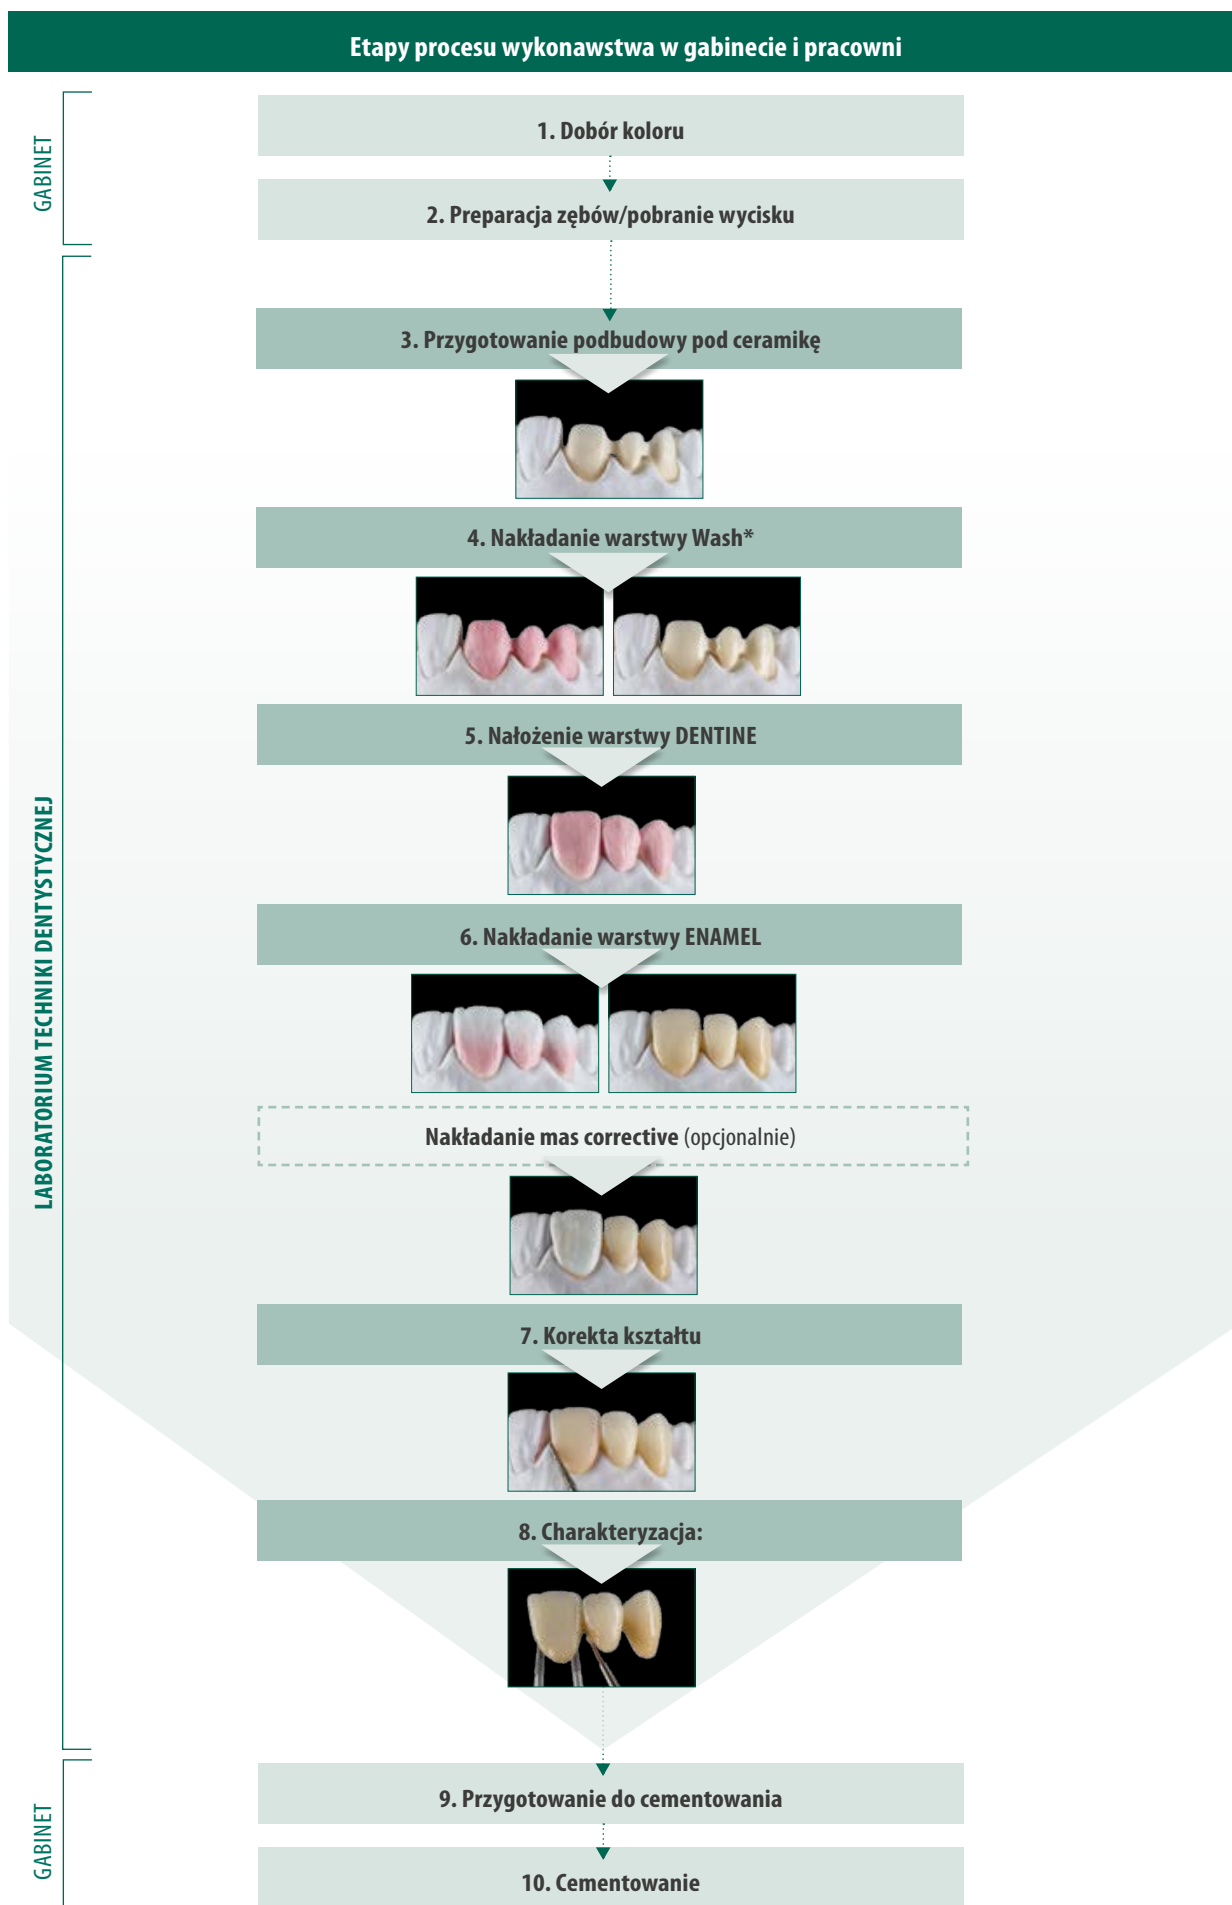 Etapy procesu wykonawstwa w gabinecie i pracowni
GABINET
1. Dobór koloru
2. Preparacja zębów/pobranie wycisku
LABORATORIUM TECHNIKI DENTYSTYCZNEJ
3. Przygotowanie podbudowy pod ceramikę
4. Nakładanie warstwy Wash*
5. Nałożenie warstwy DENTINE
6. Nakładanie warstwy ENAMEL
Nakładanie mas corrective (opcjonalnie)
7. Korekta kształtu
8. Charakteryzacja:
GABINET
9. Przygotowanie do cementowania
10. Cementowanie